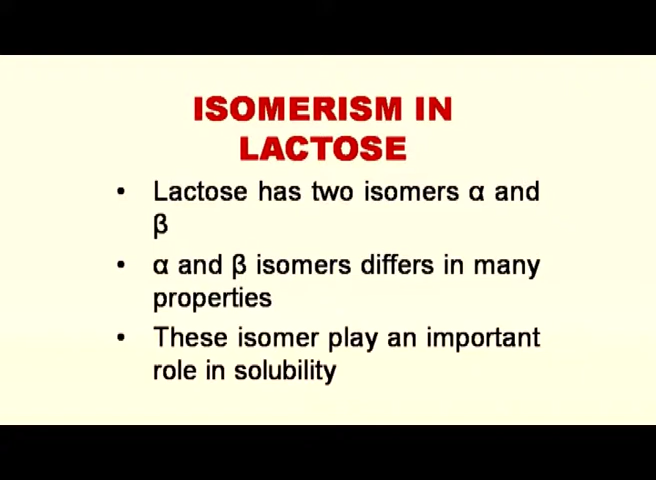 ISOMERISM IN
LACTOSE
• Lactose has two isomers α and
β
• α and β isomers differs in many
properties
• These isomer play an important
role in solubility